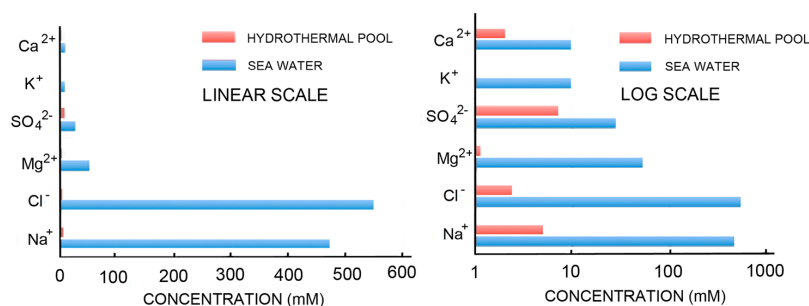 Ca2+
K+
SO42-
Mg2+
Cl-
Na+
HYDROTHERMAL POOL
SEA WATER
LINEAR SCALE
0 100 200 300 400 500 600
CONCENTRATION (mM)
Ca2+
K+
SO42-
Mg2+
Cl-
Na+
HYDROTHERMAL POOL
SEA WATER
LOG SCALE
1 10 100 1000
CONCENTRATION (mM)